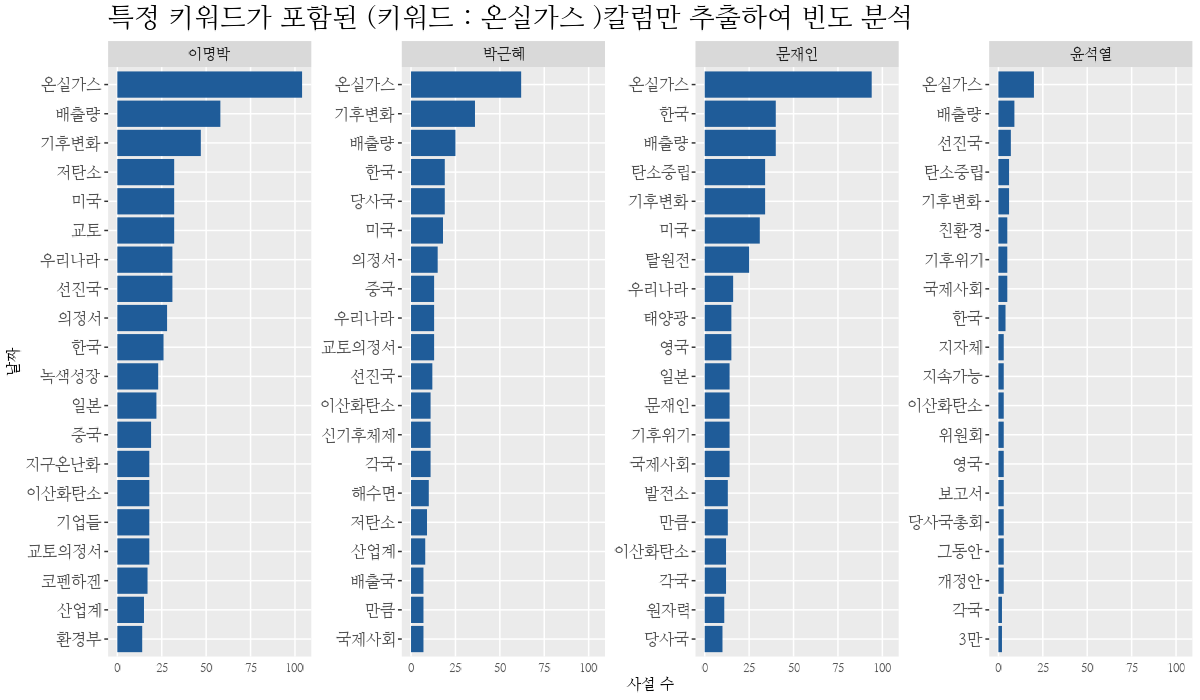 특정 키워드가 포함된 (키워드 : 온실가스 )칼럼만 추출하여 빈도 분석
이명박
온실가스
배출량
기후변화
저탄소
미국
교토
우리나라
선진국
의정서
한국
녹색성장
일본
중국
지구온난화
이산화탄소
기업들
교토의정서
코펜하겐
산업계
환경부
0 25 50 75 100
박근혜
온실가스
기후변화
배출량
한국
당사국
미국
의정서
중국
우리나라
교토의정서
선진국
이산화탄소
신기후체제
각국
해수면
저탄소
산업계
배출국
만큼
국제사회
0 25 50 75 100
문재인
온실가스
한국
배출량
탄소중립
기후변화
미국
탈원전
우리나라
태양광
영국
일본
문재인
기후위기
국제사회
발전소
만큼
이산화탄소
각국
원자력
당사국
0 25 50 75 100
윤석열
온실가스
배출량
선진국
탄소중립
기후변화
친환경
기후위기
국제사회
한국
지자체
지속가능
이산화탄소
위원회
영국
보고서
당사국총회
그동안
개정안
각국
3만
0 25 50 75 100
날짜
사설 수